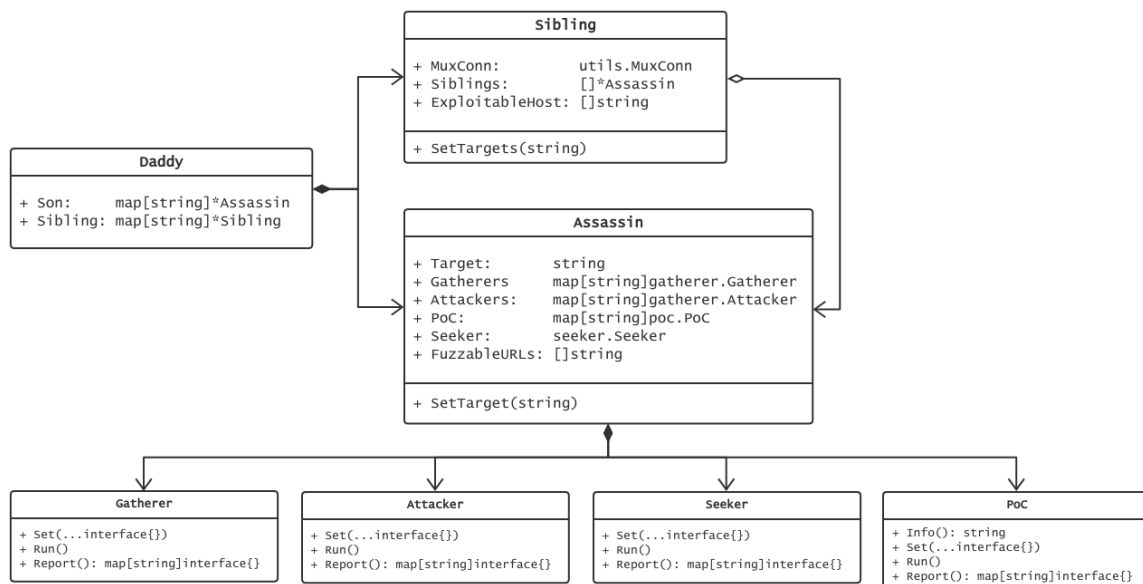 Sibling
+ MuxConn: utils.MuxConn
+ Siblings: []*Assassin
+ ExploitableHost: []string
+ SetTargets(string)
Daddy
+ Son: map[string]*Assassin
+ Sibling: map[string]*Sibling
Assassin
+ Target: string
+ Gatherers map[string]gatherer.Gatherer
+ Attackers: map[string]gatherer.Attacker
+ PoC: map[string]poc.PoC
+ Seeker: seeker.Seeker
+ FuzzableURLs: []string
+ SetTarget(string)
Gatherer
+ Set(...interface{})
+ Run()
+ Report(): map[string]interface{}
Attacker
+ Set(...interface{})
+ Run()
+ Report(): map[string]interface{}
Seeker
+ Set(...interface{})
+ Run()
+ Report(): map[string]interface{}
PoC
+ Info(): string
+ Set(...interface{})
+ Run()
+ Report(): map[string]interface{}